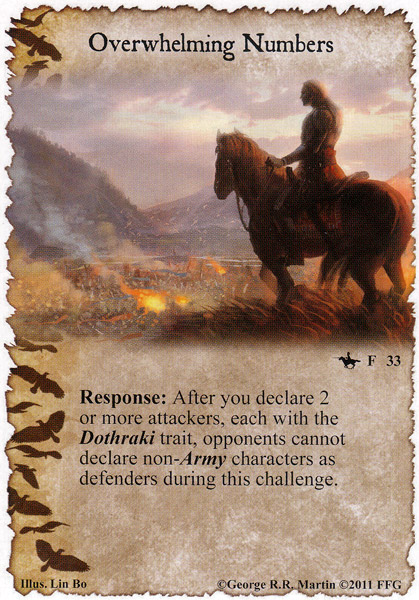 Overwhelming Numbers
F 33
Response: After you declare 2
or more attackers, each with the
Dothraki trait, opponents cannot
declare non-Army characters as
defenders during this challenge.
Illus. Lin Bo ©George R.R. Martin ©2011 FFG